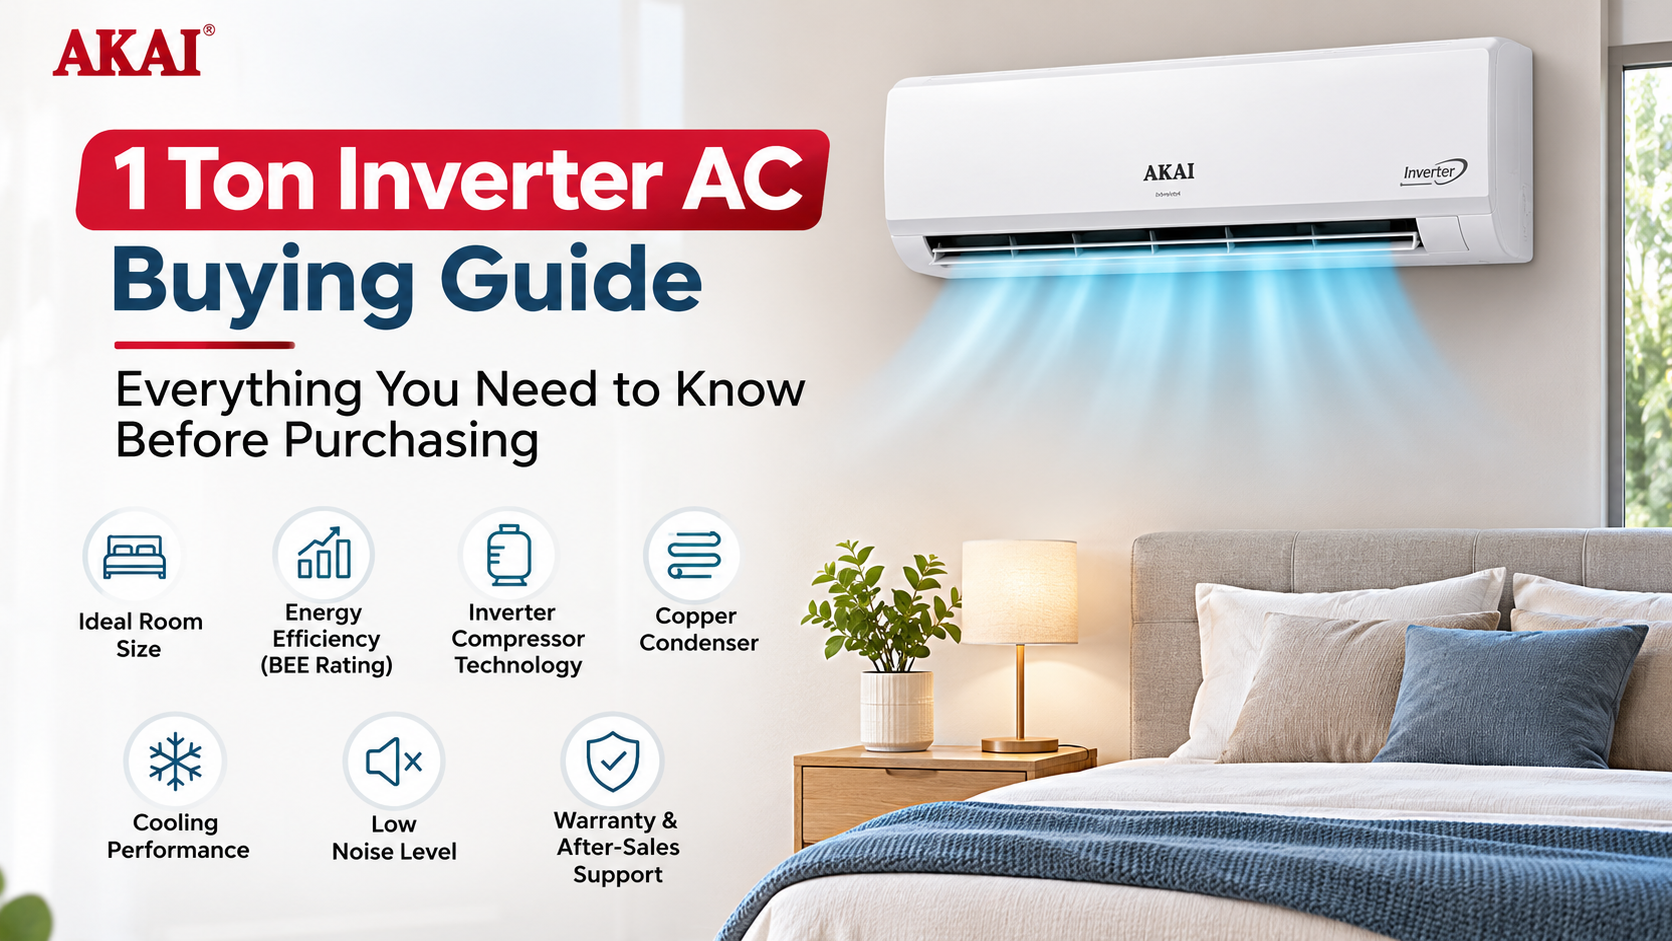 AKAI®
1 Ton Inverter AC
Buying Guide
Everything You Need to Know
Before Purchasing
Ideal Room
Size
Energy
Efficiency
(BEE Rating)
Inverter
Compressor
Technology
Copper
Condenser
Cooling
Performance
Low
Noise Level
Warranty &
After-Sales
Support
AKAI
Inverter